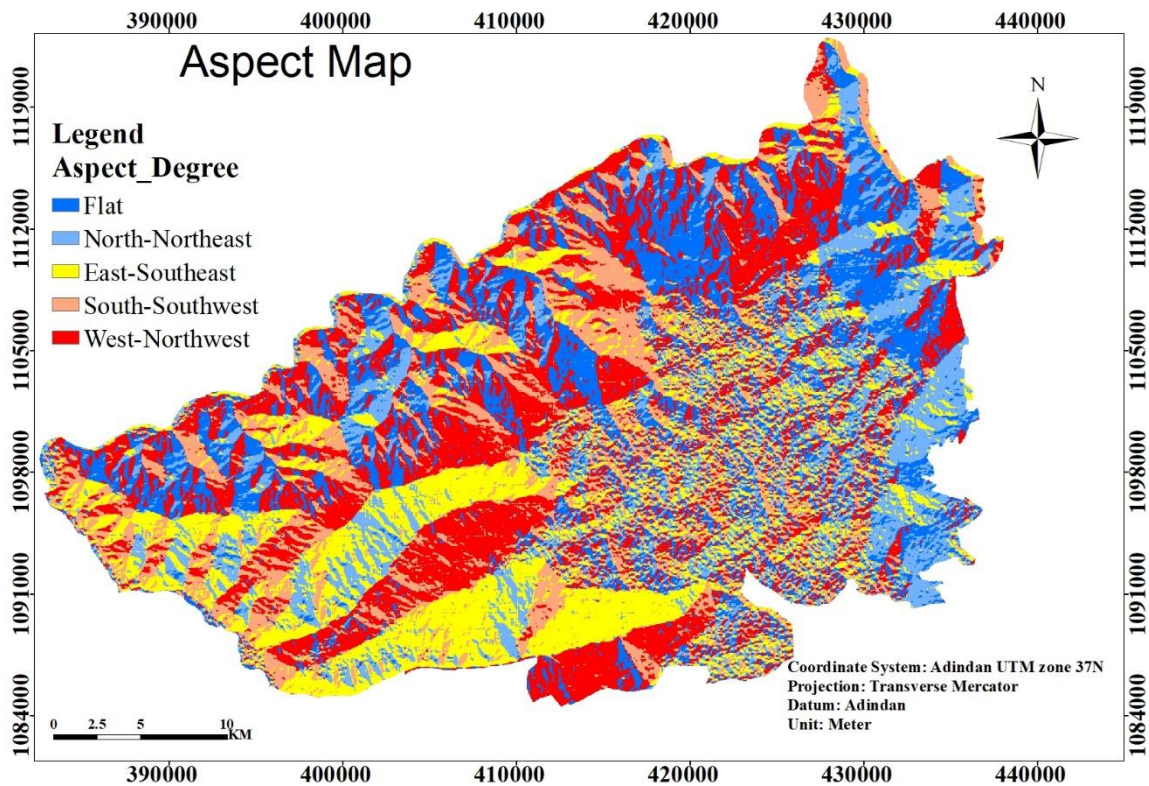 390000 400000 410000 420000 430000 440000
Aspect Map
N
Legend
Aspect_Degree
Flat
North-Northeast
East-Southeast
South-Southwest
West-Northwest
1119000 1119000
1112000 1112000
1105000 1105000
1098000 1098000
1091000 1091000
1084000 1084000
Coordinate System: Adindan UTM zone 37N
Projection: Transverse Mercator
Datum: Adindan
Unit: Meter
0 2.5 5 10
KM
390000 400000 410000 420000 430000 440000